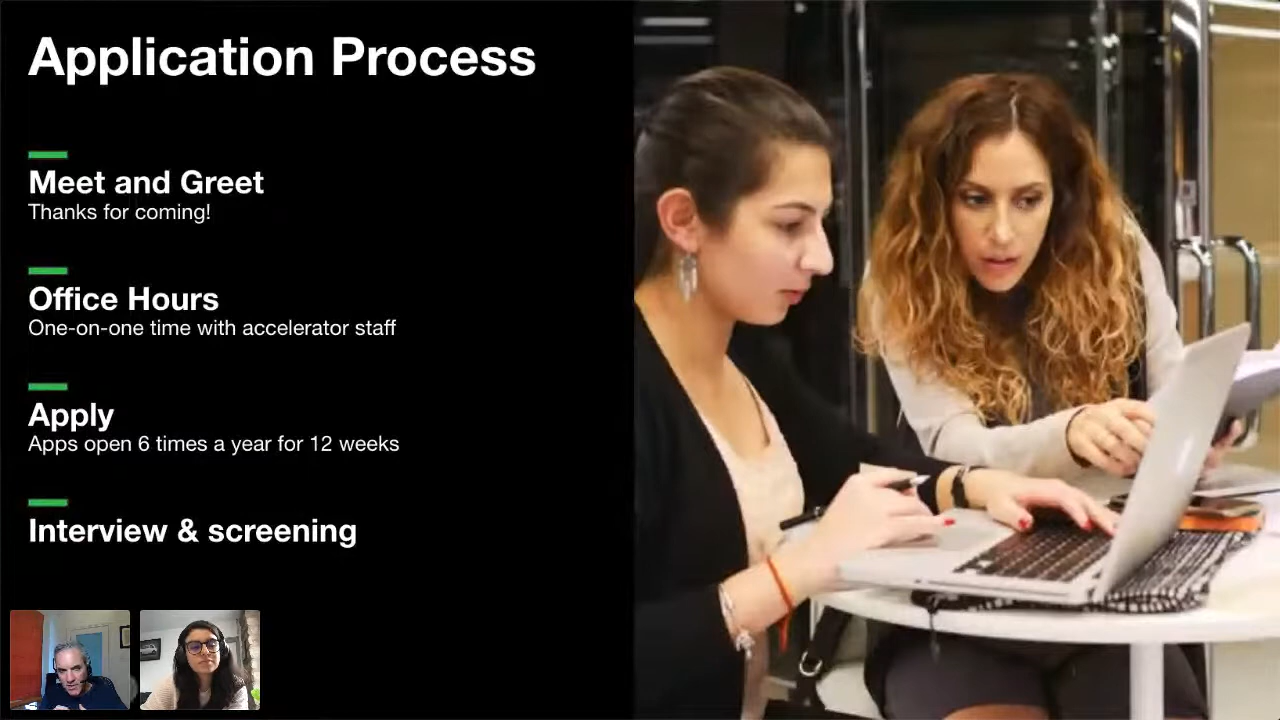 Application Process
Meet and Greet
Thanks for coming!
Office Hours
One-on-one time with accelerator staff
Apply
Apps open 6 times a year for 12 weeks
Interview & screening